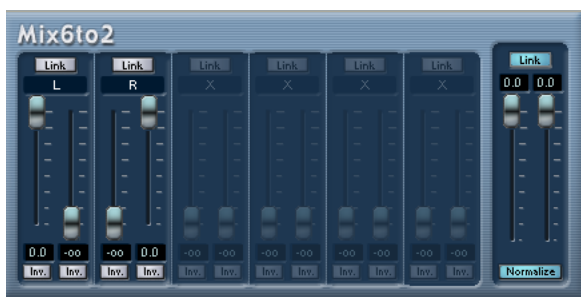 Mix6to2
Link Link Link Link Link Link Link
L R X X X X 0.0 0.0
0.0 -oo -oo 0.0 -oo -oo -oo -oo -oo -oo -oo -oo
Inv. Inv. Inv. Inv. Inv. Inv. Inv. Inv. Inv. Inv. Inv. Inv. Normalize